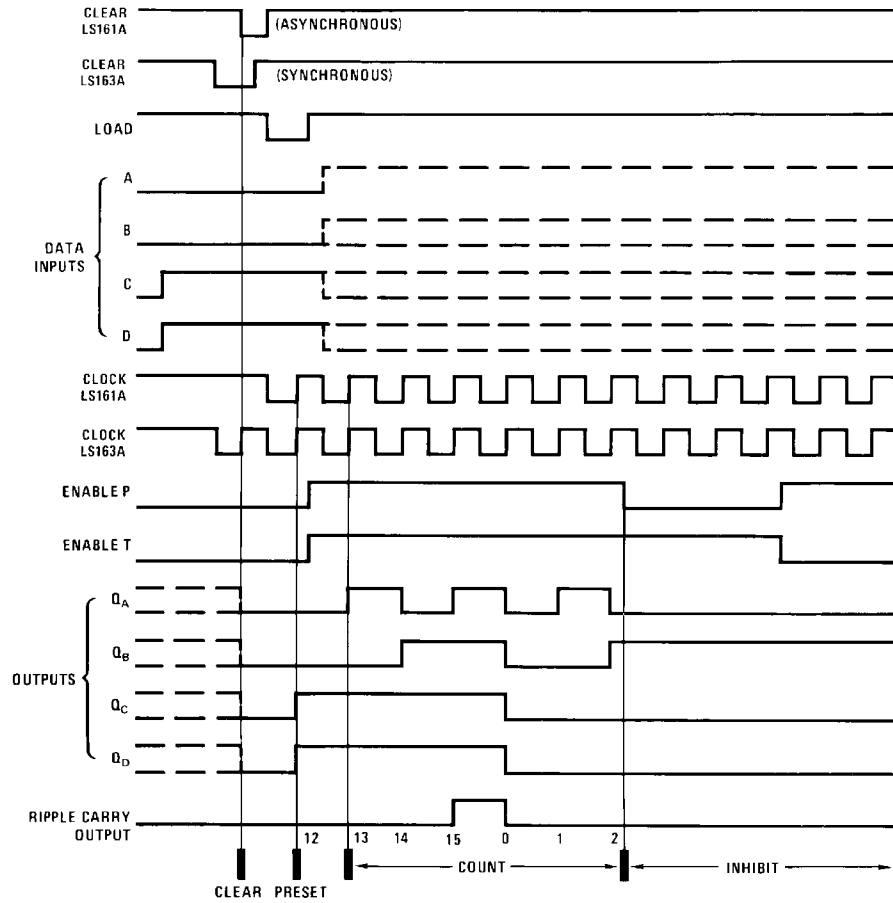 CLEAR
LS161A
(ASYNCHRONOUS)
CLEAR
LS163A
(SYNCHRONOUS)
LOAD
A
B
DATA
INPUTS
C
D
CLOCK
LS161A
CLOCK
LS163A
ENABLE P
ENABLE T
QA
QB
OUTPUTS
QC
QD
RIPPLE CARRY
OUTPUT
12 13 14 15 0 1 2
COUNT INHIBIT
CLEAR PRESET